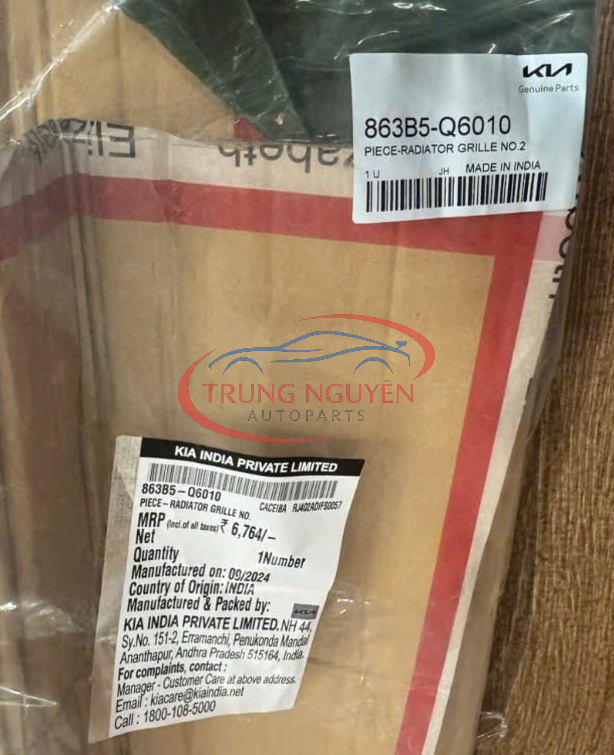 KIA
Genuine Parts
863B5-Q6010
PIECE-RADIATOR GRILLE NO.2
1 U JH MADE IN INDIA
Elizabeth
TRUNG NGUYÊN
AUTOPARTS
KIA INDIA PRIVATE LIMITED
863B5-Q6010
PIECE-RADIATOR GRILLE NO. CACEIBA RJ402ADIFS0057
MRP (Incl.of all taxes) ₹ 6,764/-
Net
Quantity 1Number
Manufactured on: 09/2024
Country of Origin: INDIA
Manufactured & Packed by:
KIA
KIA INDIA PRIVATE LIMITED. NH 44,
Sy.No. 151-2, Erramanchi, Penukonda Mandal
Ananthapur, Andhra Pradesh 515164, India.
For complaints, contact :
Manager - Customer Care at above address.
Email : kiacare@kiaindia.net
Call : 1800-108-5000